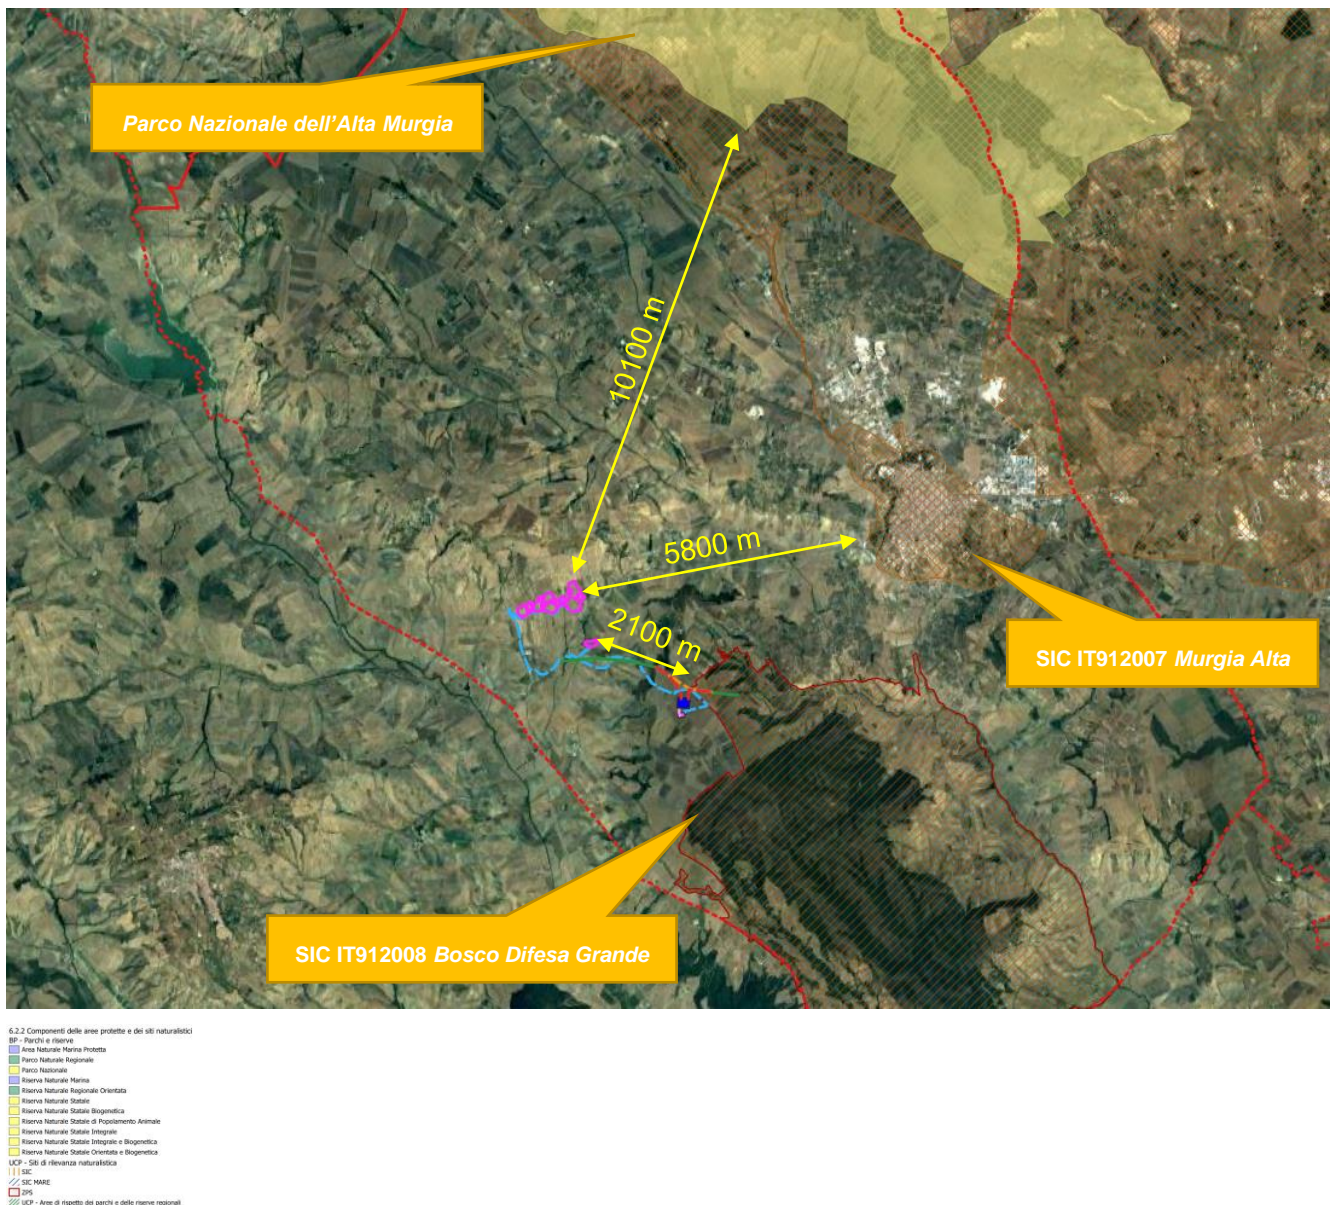 Parco Nazionale dell'Alta Murgia
10100 m
5800 m
2100 m
SIC IT912007 Murgia Alta
SIC IT912008 Bosco Difesa Grande
6.2.2 Componenti delle aree protette e dei siti naturalistici
BP - Parchi e riserve
Area Naturale Marina Protetta
Parco Naturale Regionale
Parco Nazionale
Riserva Naturale Marina
Riserva Naturale Regionale Orientata
Riserva Naturale Statale
Riserva Naturale Statale Biogenetica
Riserva Naturale Statale di Popolamento Animale
Riserva Naturale Statale Integrale
Riserva Naturale Statale Integrale e Biogenetica
Riserva Naturale Statale Orientata e Biogenetica
UCP - Siti di rilevanza naturalistica
SIC
SIC MARE
ZPS
UCP - Aree di rispetto dei parchi e delle riserve regionali